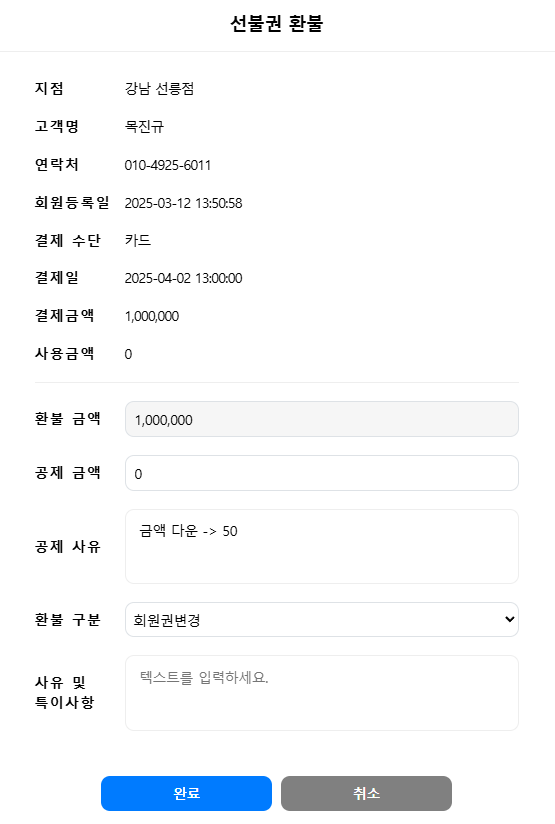 선불권 환불
지점 강남 선릉점
고객명 목진규
연락처 010-4925-6011
회원등록일 2025-03-12 13:50:58
결제 수단 카드
결제일 2025-04-02 13:00:00
결제금액 1,000,000
사용금액 0
환불 금액 1,000,000
공제 금액 0
공제 사유 금액 다운 -> 50
환불 구분 회원권변경
사유 및 텍스트를 입력하세요.
특이사항
완료 취소